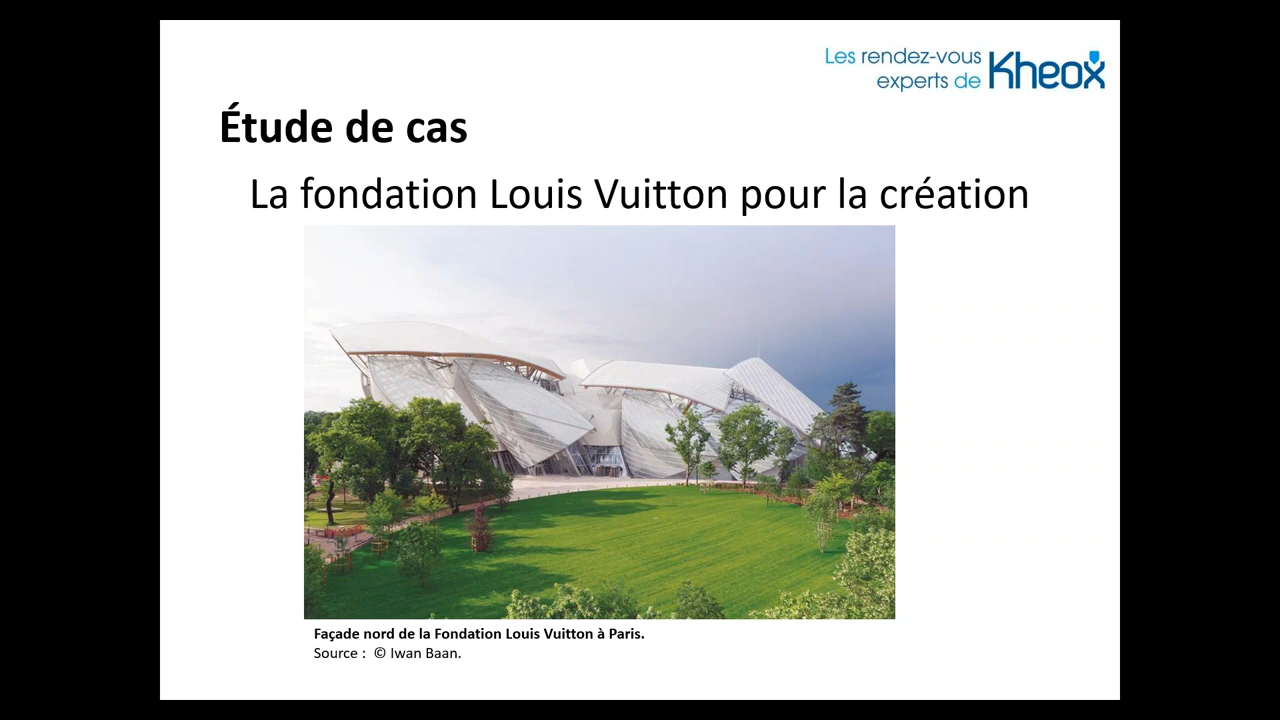 Les rendez-vous
experts de Kheox
Étude de cas
La fondation Louis Vuitton pour la création
Façade nord de la Fondation Louis Vuitton à Paris.
Source : © Iwan Baan.